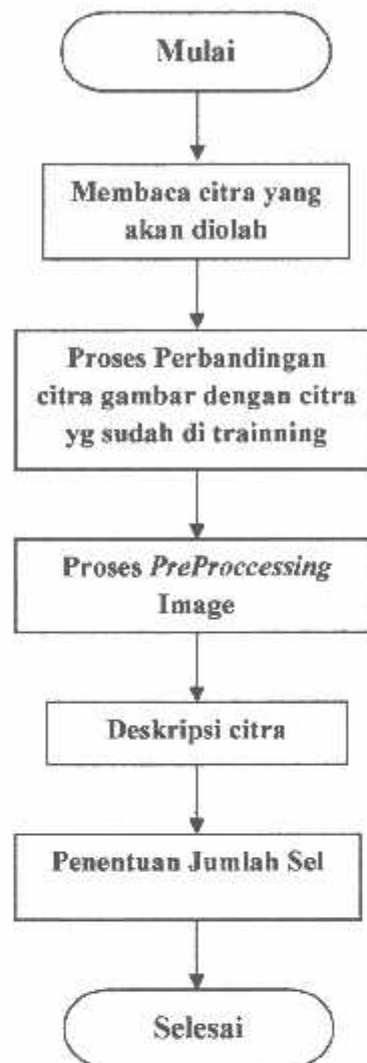 Mulai
Membaca citra yang
akan diolah
Proses Perbandingan
citra gambar dengan citra
yg sudah di trainning
Proses PreProccessing
Image
Deskripsi citra
Penentuan Jumlah Sel
Selesai